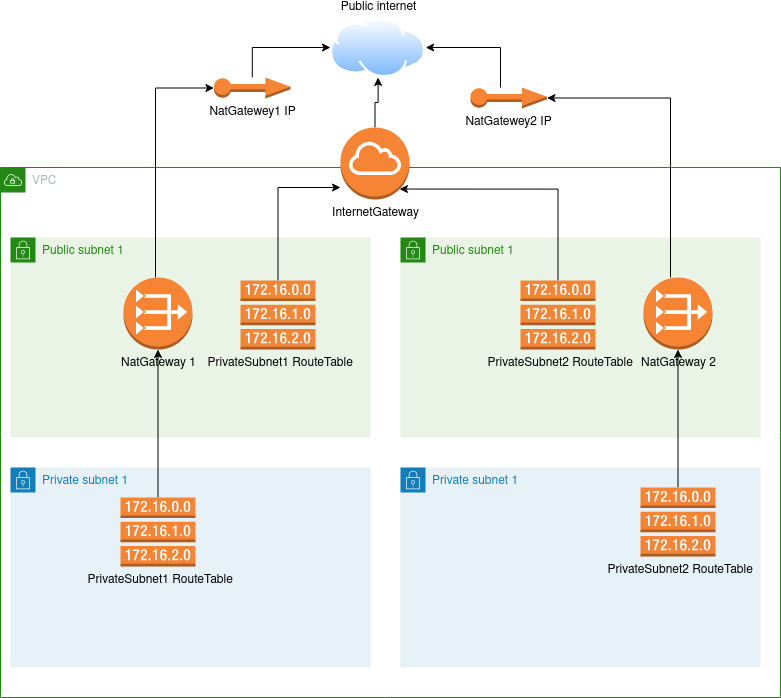 Public internet
NatGatewey1 IP
NatGatewey2 IP
VPC
InternetGateway
Public subnet 1
172.16.0.0
172.16.1.0
172.16.2.0
NatGateway 1
PrivateSubnet1 RouteTable
Public subnet 1
172.16.0.0
172.16.1.0
172.16.2.0
PrivateSubnet2 RouteTable
NatGateway 2
Private subnet 1
172.16.0.0
172.16.1.0
172.16.2.0
PrivateSubnet1 RouteTable
Private subnet 1
172.16.0.0
172.16.1.0
172.16.2.0
PrivateSubnet2 RouteTable